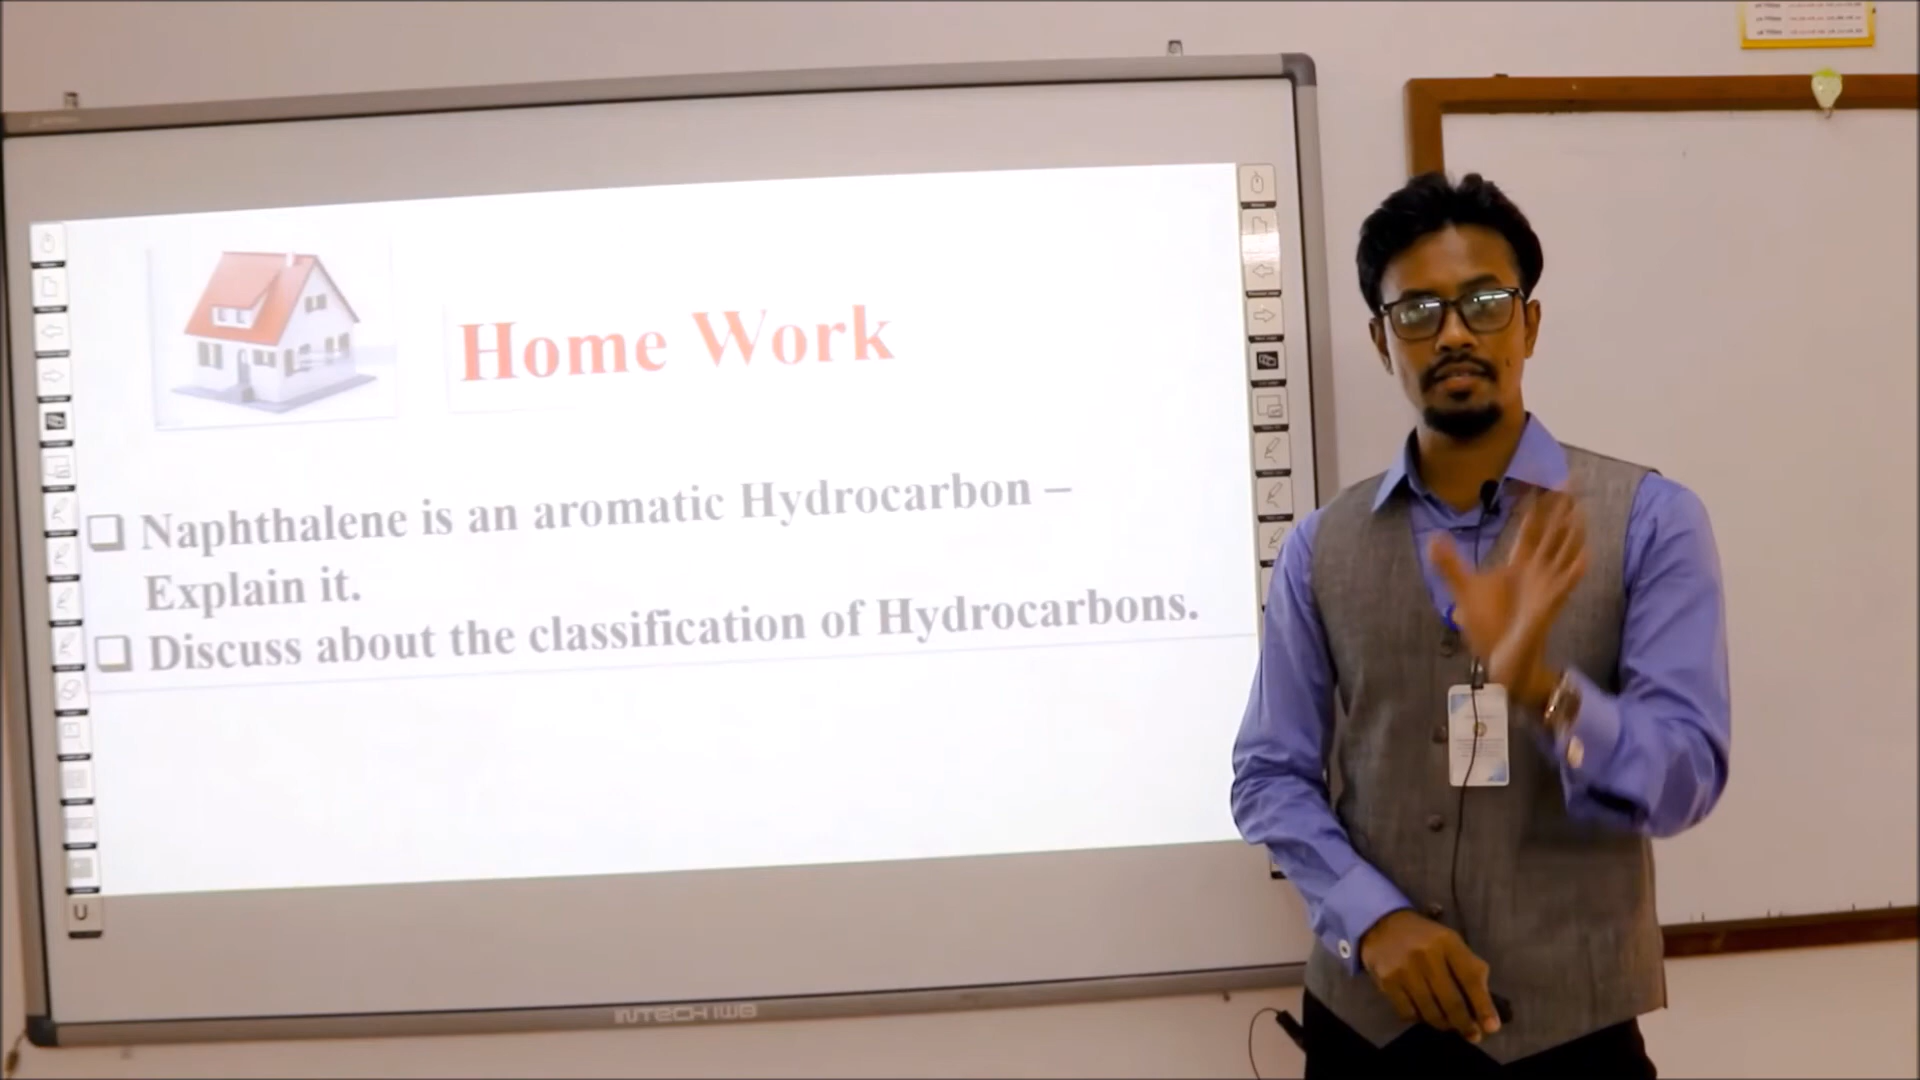 Home Work
Naphthalene is an aromatic Hydrocarbon –
Explain it.
Discuss about the classification of Hydrocarbons.
U
INTECH IWB